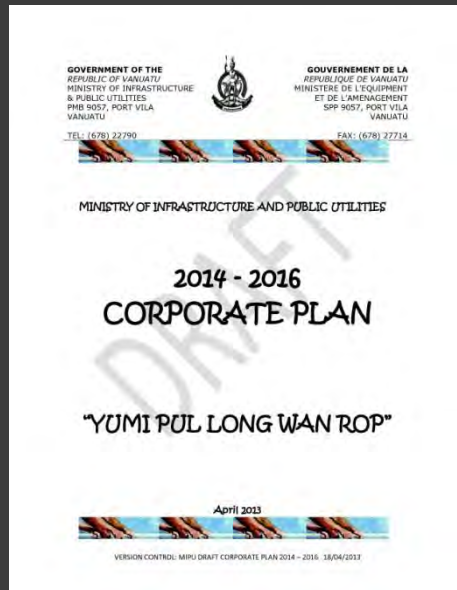 GOVERNMENT OF THE
REPUBLIC OF VANUATU
MINISTRY OF INFRASTRUCTURE
& PUBLIC UTILITIES
PMB 9057, PORT VILA
VANUATU
TEL: (678) 22790
GOUVERNEMENT DE LA
REPUBLIQUE DE VANUATU
MINISTERE DE L'EQUIPMENT
ET DE L'AMENAGEMENT
SPP 9057, PORT VILA
VANUATU
FAX: (678) 27714
MINISTRY OF INFRASTRUCTURE AND PUBLIC UTILITIES
DRAFT
2014 - 2016
CORPORATE PLAN
"YUMI PUL LONG WAN ROP"
April 2013
VERSION CONTROL: MIPU DRAFT CORPORATE PLAN 2014 – 2016 18/04/2013